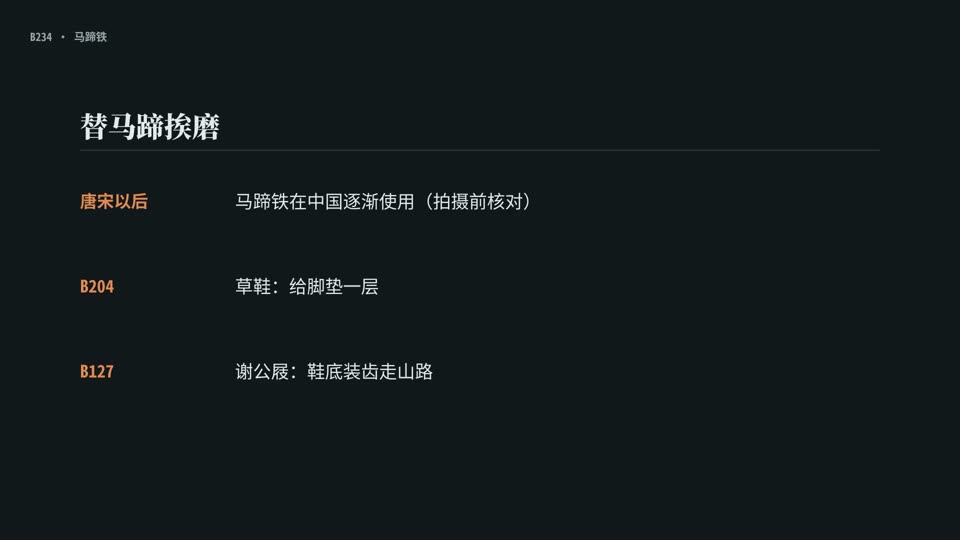 B234 • 马蹄铁
替马蹄挨磨
唐宋以后 马蹄铁在中国逐渐使用（拍摄前核对）
B204 草鞋：给脚垫一层
B127 谢公屐：鞋底装齿走山路